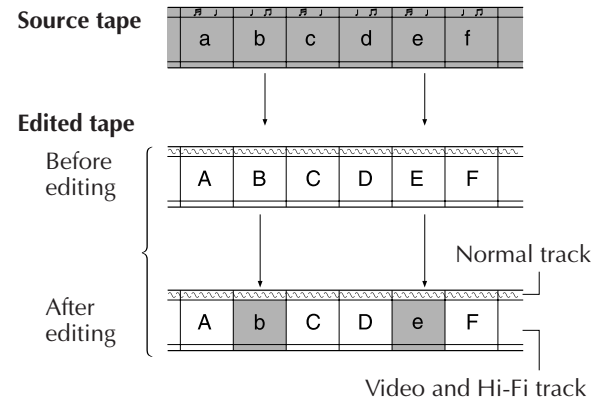 Source tape
a b c d e f
Edited tape
Before
editing
A B C D E F
Normal track
After
editing
A b C D e F
Video and Hi-Fi track